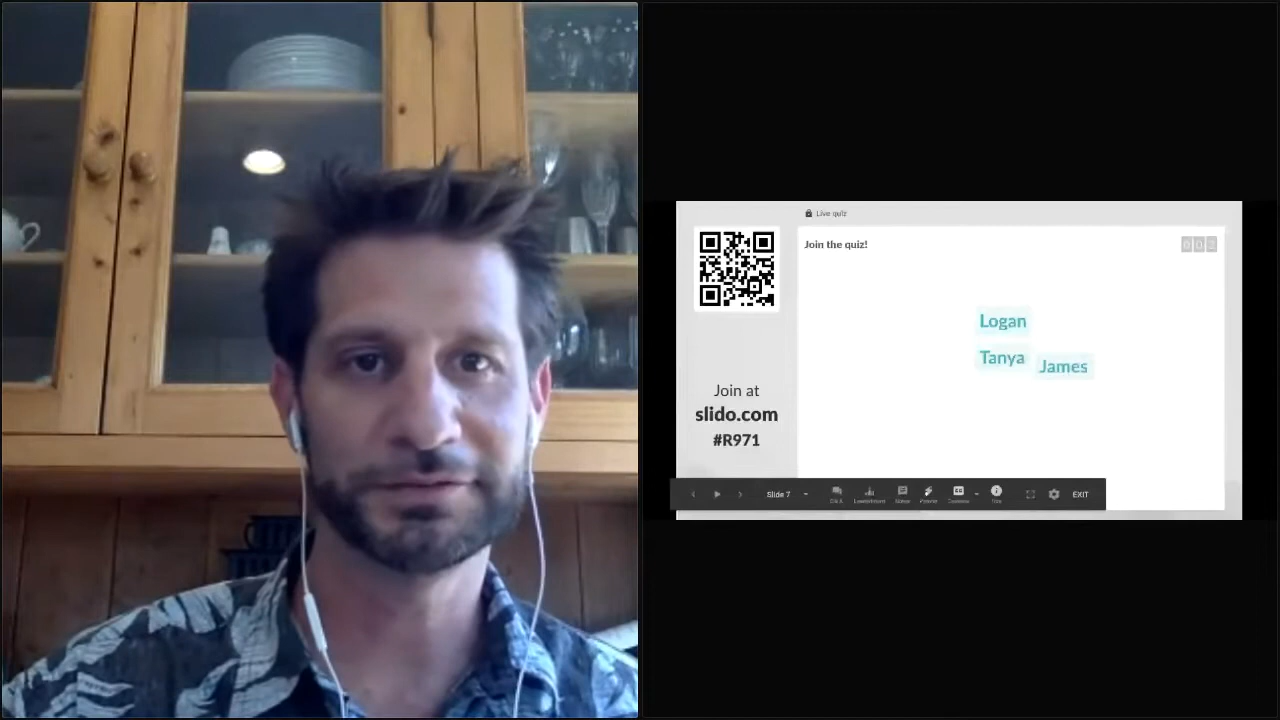 Live quiz
Join the quiz!
Logan
Tanya
James
Join at
slido.com
#R971
Slide 7
EXIT